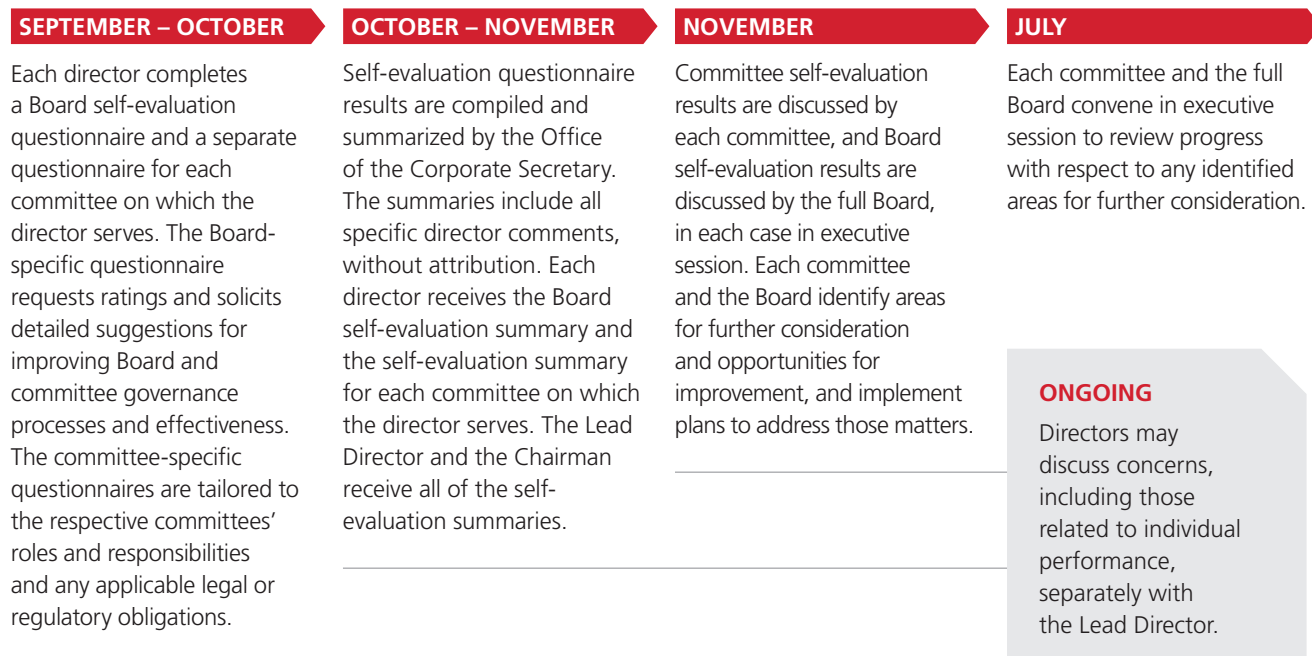 SEPTEMBER – OCTOBER
Each director completes
a Board self-evaluation
questionnaire and a separate
questionnaire for each
committee on which the
director serves. The Board-
specific questionnaire
requests ratings and solicits
detailed suggestions for
improving Board and
committee governance
processes and effectiveness.
The committee-specific
questionnaires are tailored to
the respective committees’
roles and responsibilities
and any applicable legal or
regulatory obligations.
OCTOBER – NOVEMBER
Self-evaluation questionnaire
results are compiled and
summarized by the Office
of the Corporate Secretary.
The summaries include all
specific director comments,
without attribution. Each
director receives the Board
self-evaluation summary and
the self-evaluation summary
for each committee on which
the director serves. The Lead
Director and the Chairman
receive all of the self-
evaluation summaries.
NOVEMBER
Committee self-evaluation
results are discussed by
each committee, and Board
self-evaluation results are
discussed by the full Board,
in each case in executive
session. Each committee
and the Board identify areas
for further consideration
and opportunities for
improvement, and implement
plans to address those matters.
JULY
Each committee and the full
Board convene in executive
session to review progress
with respect to any identified
areas for further consideration.
ONGOING
Directors may
discuss concerns,
including those
related to individual
performance,
separately with
the Lead Director.